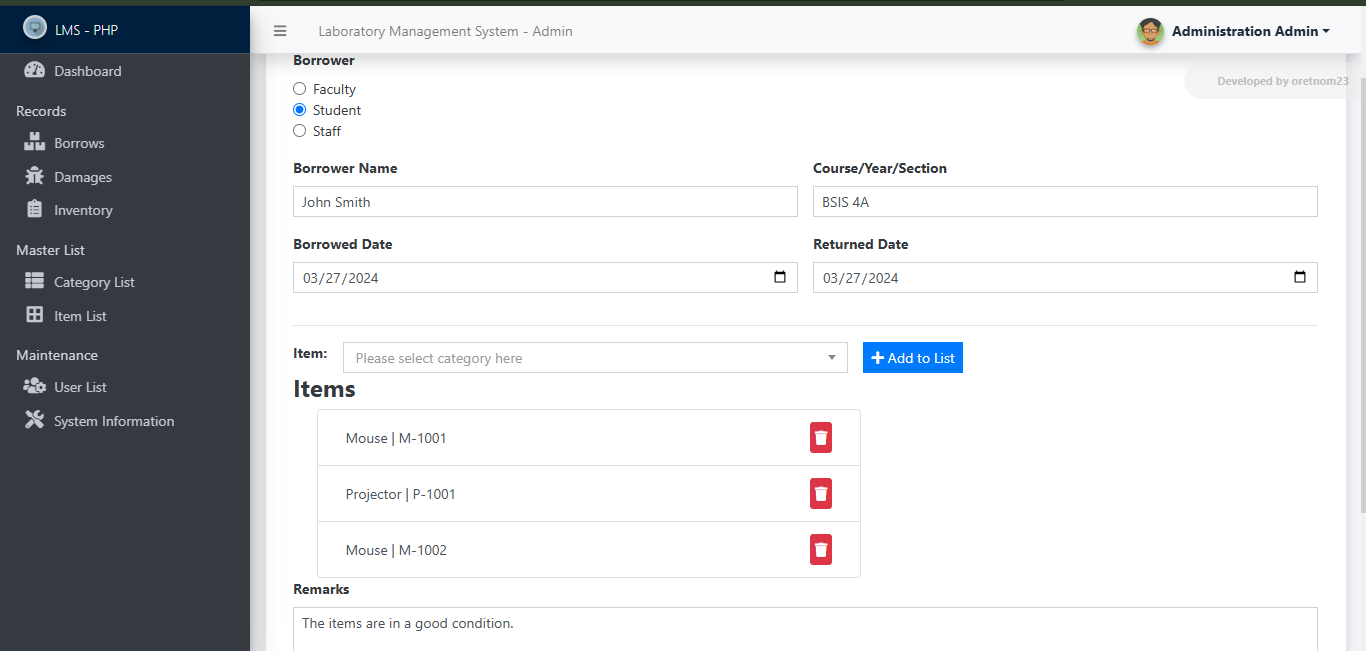 LMS - PHP
Laboratory Management System - Admin
Administration Admin
Dashboard
Records
Borrows
Damages
Inventory
Master List
Category List
Item List
Maintenance
User List
System Information
Developed by oretnom23
Borrower
Faculty
Student
Staff
Borrower Name
Course/Year/Section
John Smith
BSIS 4A
Borrowed Date
Returned Date
03/27/2024
03/27/2024
Item:
Please select category here
Add to List
Items
Mouse | M-1001
Projector | P-1001
Mouse | M-1002
Remarks
The items are in a good condition.